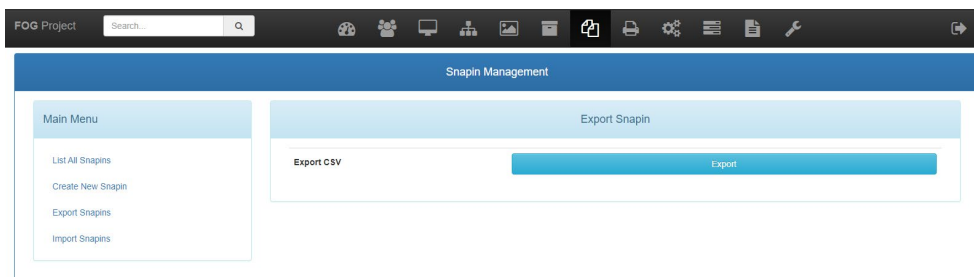 FOG Project
Search...
Snapin Management
Main Menu
List All Snapins
Create New Snapin
Export Snapins
Import Snapins
Export Snapin
Export CSV
Export